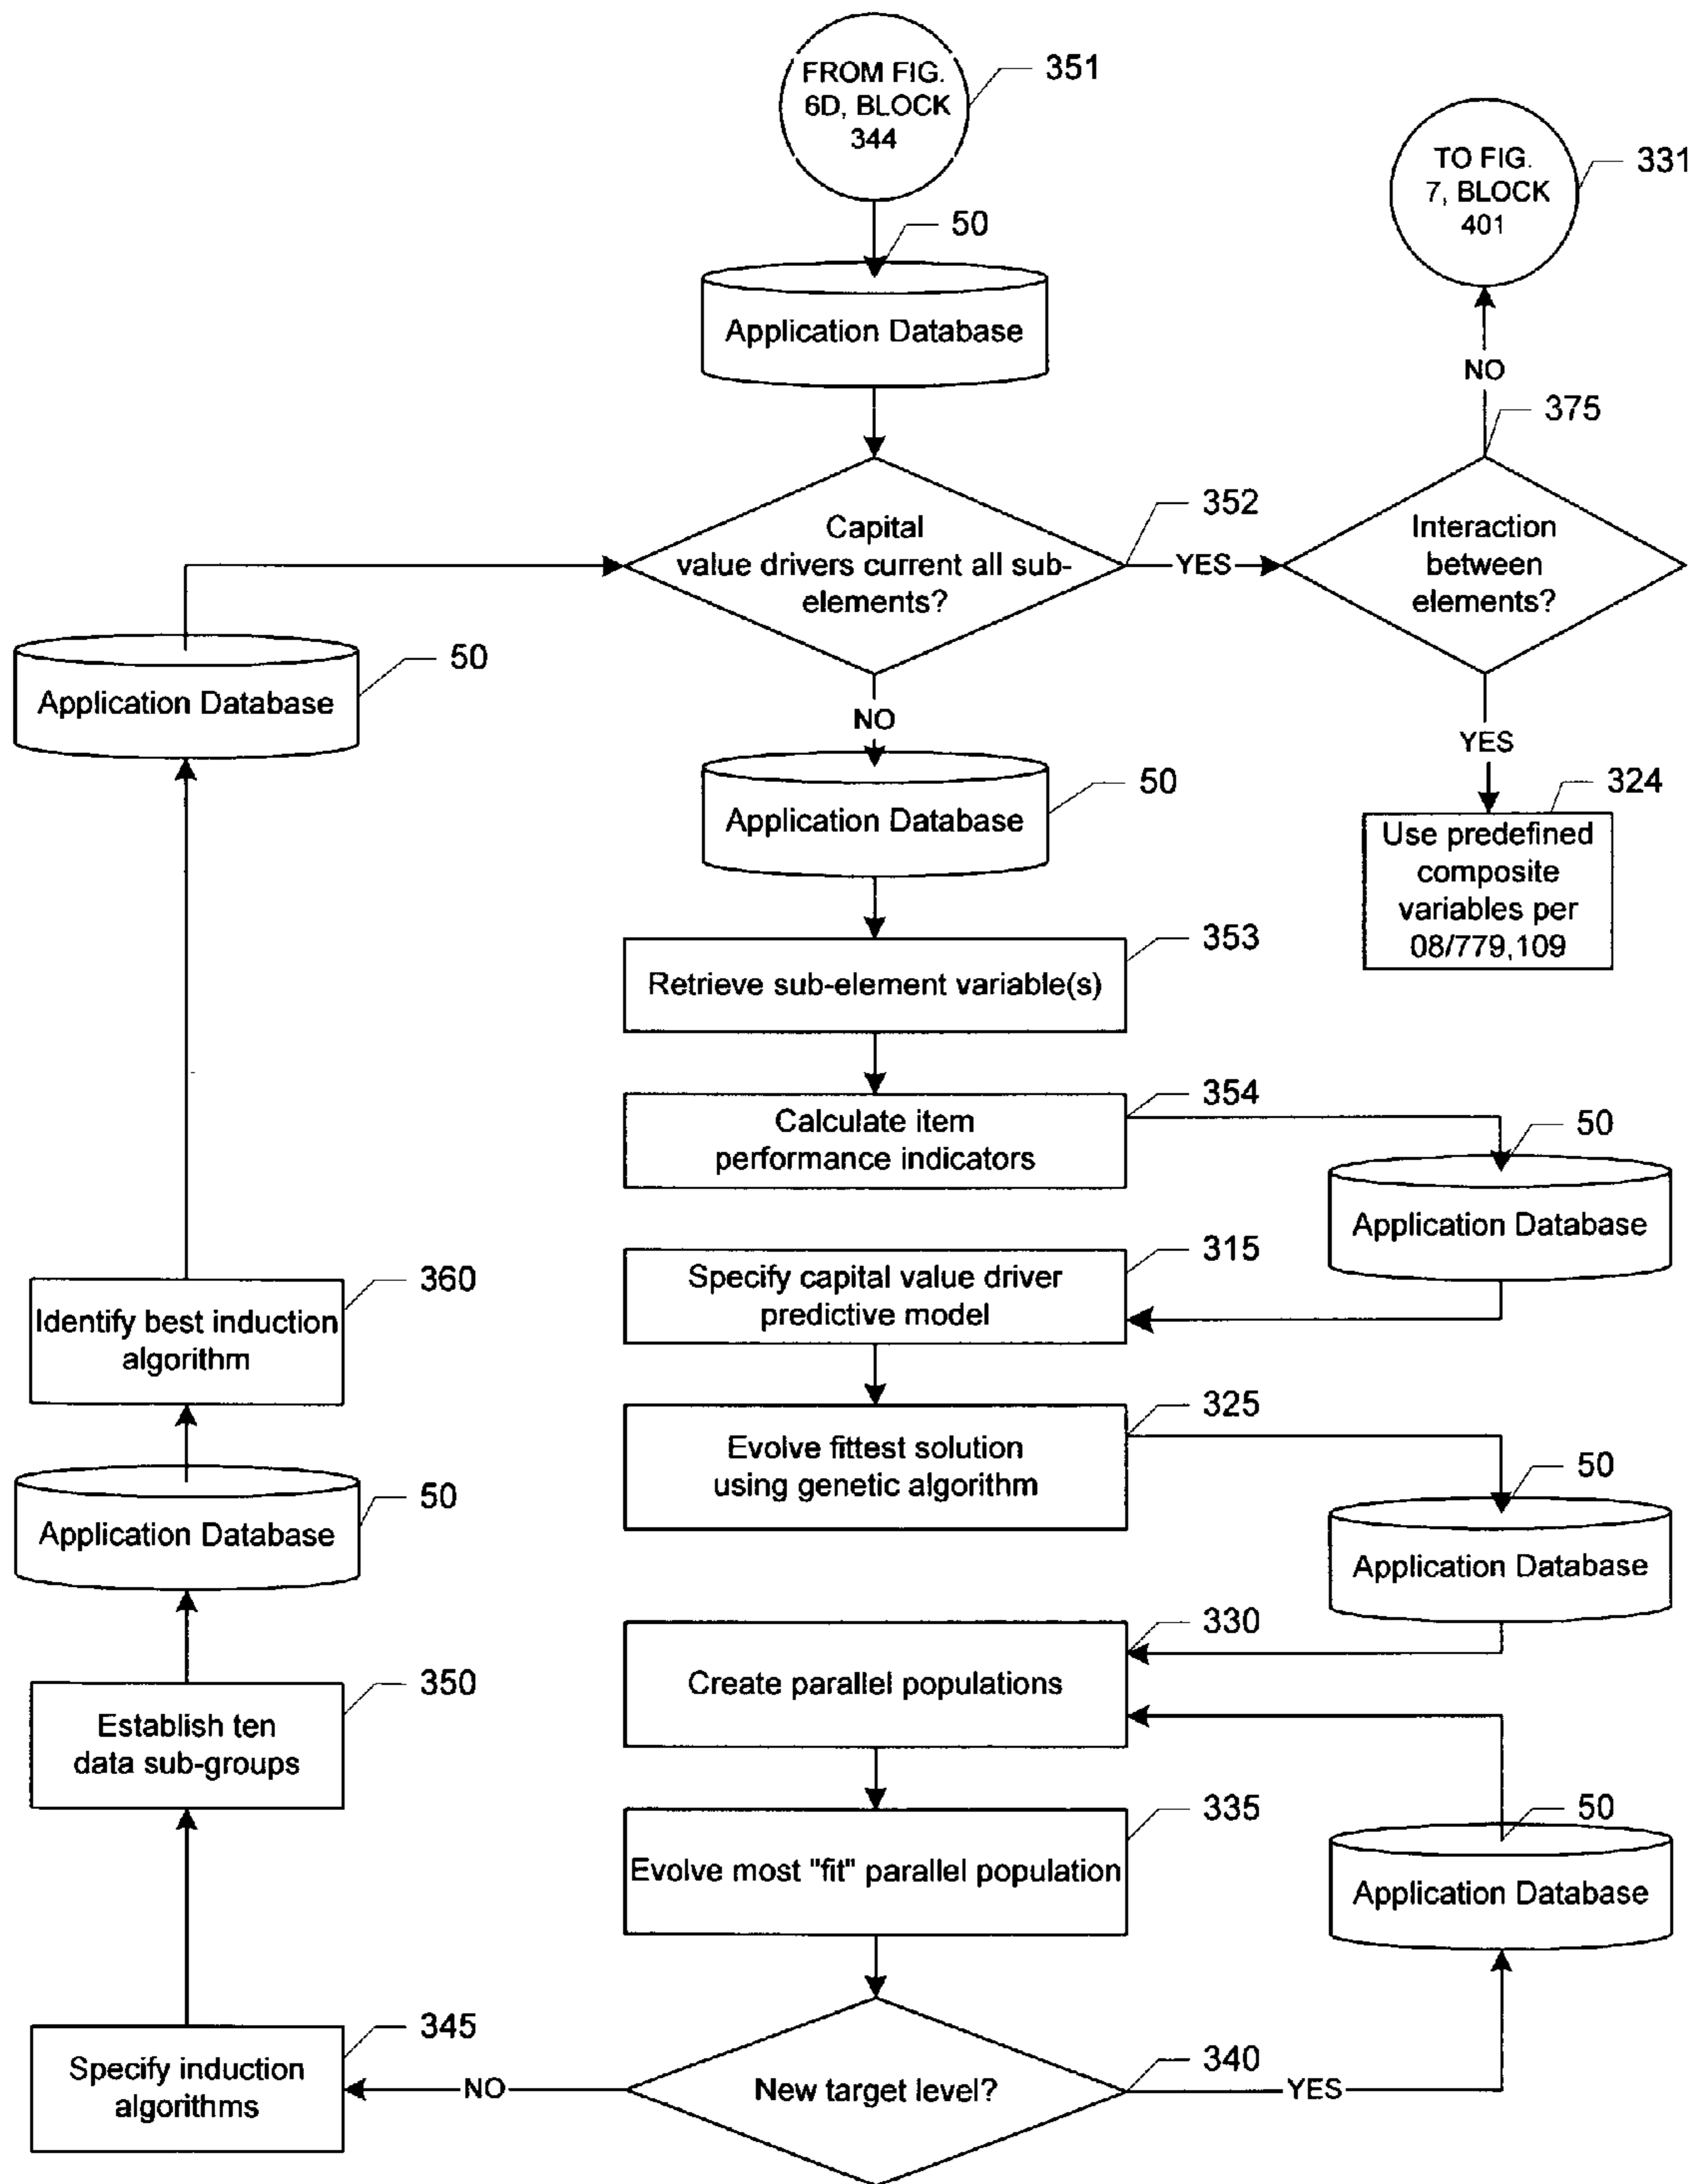 FROM FIG.
6D, BLOCK
344
351
TO FIG.
7, BLOCK
401
331
50
Application Database
NO
375
Capital
value drivers current all sub-
elements?
352
YES
Interaction
between
elements?
50
Application Database
NO
YES
50
Application Database
324
Use predefined
composite
variables per
08/779,109
353
Retrieve sub-element variable(s)
354
Calculate item
performance indicators
50
Application Database
315
Specify capital value driver
predictive model
360
Identify best induction
algorithm
325
Evolve fittest solution
using genetic algorithm
50
Application Database
50
Application Database
330
Create parallel populations
350
Establish ten
data sub-groups
335
Evolve most "fit" parallel population
50
Application Database
345
Specify induction
algorithms
NO
New target level?
340
YES